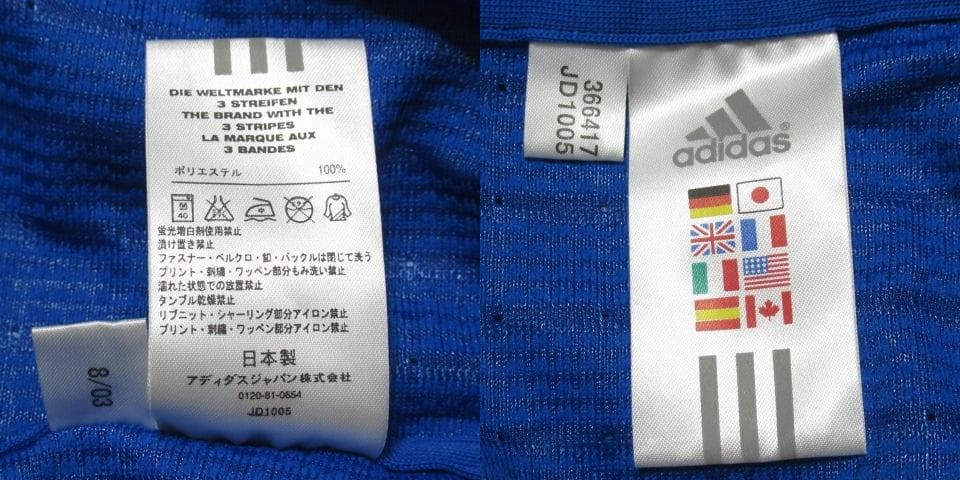 DIE WELTMARKE MIT DEN
3 STREIFEN
THE BRAND WITH THE
3 STRIPES
LA MARQUE AUX
3 BANDES
ポリエステル 100%
40
蛍光増白剤使用禁止
漬け置き禁止
ファスナー・ベルクロ・釦・バックルは閉じて洗う
プリント・刺繍・ワッペン部分もみ洗い禁止
濡れた状態での放置禁止
タンブル乾燥禁止
リブニット・シャーリング部分アイロン禁止
プリント・刺繍・ワッペン部分アイロン禁止
日本製
アディダスジャパン株式会社
0120-81-0654
JD1005
8/03
366417
JD1005
adidas®